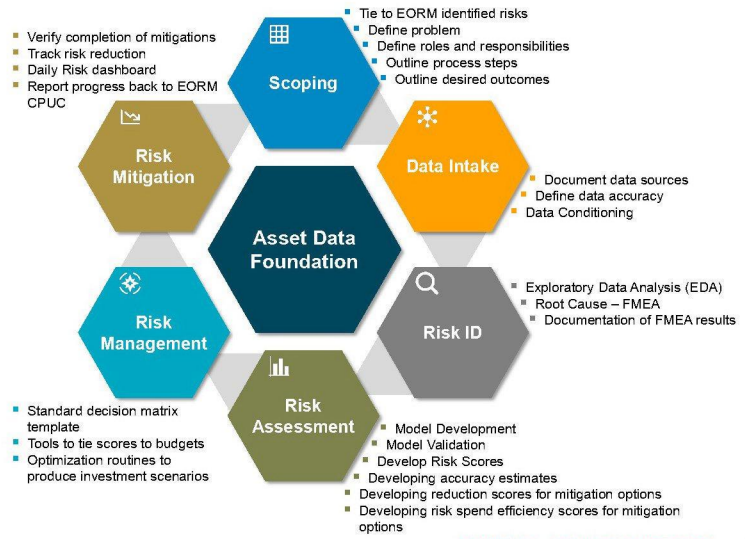 Scoping
Tie to EORM identified risks
Define problem
Define roles and responsibilities
Outline process steps
Outline desired outcomes
Data Intake
Document data sources
Define data accuracy
Data Conditioning
Risk ID
Exploratory Data Analysis (EDA)
Root Cause – FMEA
Documentation of FMEA results
Risk
Assessment
Model Development
Model Validation
Develop Risk Scores
Developing accuracy estimates
Developing reduction scores for mitigation options
Developing risk spend efficiency scores for mitigation
options
Risk
Management
Standard decision matrix
template
Tools to tie scores to budgets
Optimization routines to
produce investment scenarios
Risk
Mitigation
Verify completion of mitigations
Track risk reduction
Daily Risk dashboard
Report progress back to EORM
CPUC
Asset Data
Foundation